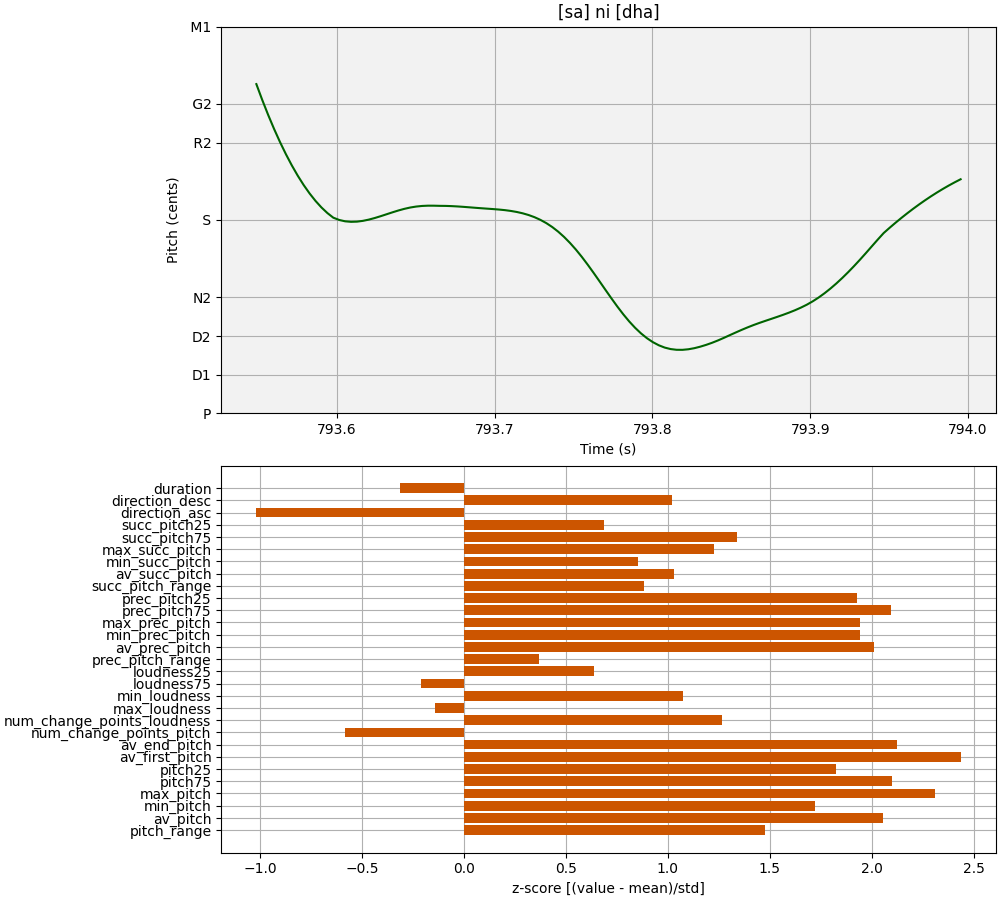 [sa] ni [dha]
M1
G2
R2
S
N2
D2
D1
P
Pitch (cents)
793.6 793.7 793.8 793.9 794.0
Time (s)
duration
direction_desc
direction_asc
succ_pitch25
succ_pitch75
max_succ_pitch
min_succ_pitch
av_succ_pitch
succ_pitch_range
prec_pitch25
prec_pitch75
max_prec_pitch
min_prec_pitch
av_prec_pitch
prec_pitch_range
loudness25
loudness75
min_loudness
max_loudness
num_change_points_loudness
num_change_points_pitch
av_end_pitch
av_first_pitch
pitch25
pitch75
max_pitch
min_pitch
av_pitch
pitch_range
−1.0 −0.5 0.0 0.5 1.0 1.5 2.0 2.5
z-score [(value - mean)/std]